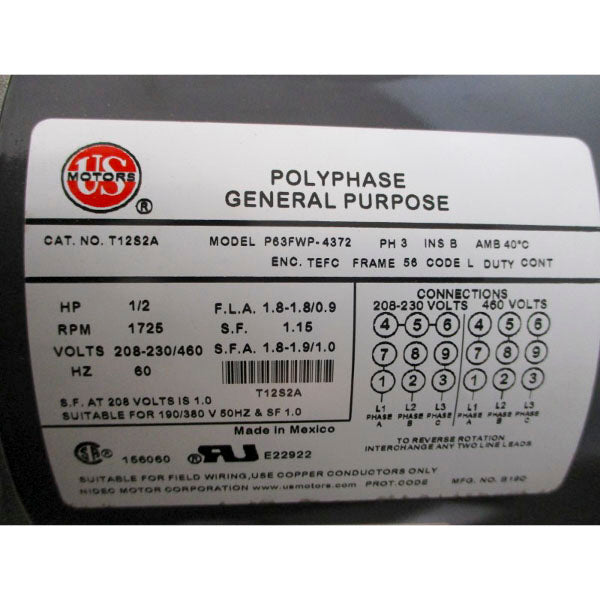 US
MOTORS
®
POLYPHASE
GENERAL PURPOSE
CAT. NO. T12S2A MODEL P63FWP-4372 PH 3 INS B AMB 40°C
ENC. TEFC FRAME 56 CODE L DUTY CONT
HP 1/2 F.L.A. 1.8-1.8/0.9
RPM 1725 S.F. 1.15
VOLTS 208-230/460 S.F.A. 1.8-1.9/1.0
HZ 60
T12S2A
S.F. AT 208 VOLTS IS 1.0
SUITABLE FOR 190/380 V 50HZ & SF 1.0
CONNECTIONS
208-230 VOLTS 460 VOLTS
4 5 6 4 5 6
7 8 9 7 8 9
1 2 3 1 2 3
L1 L2 L3 L1 L2 L3
PHASE PHASE PHASE PHASE PHASE PHASE
A B C A B C
Made in Mexico
TO REVERSE ROTATION
INTERCHANGE ANY TWO LINE LEADS
156060 ® E22922
SUITABLE FOR FIELD WIRING, USE COPPER CONDUCTORS ONLY
NIDEC MOTOR CORPORATION www.usmotors.com PROT.CODE MFG. NO. B190